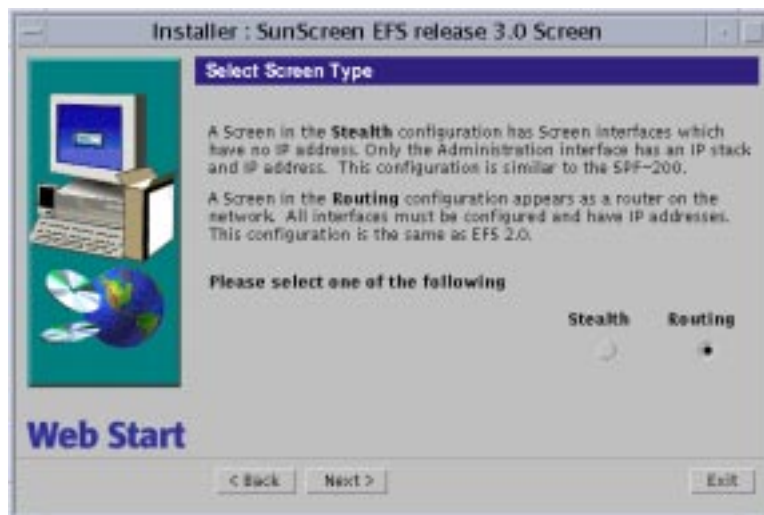 Installer : SunScreen EFS release 3.0 Screen
Select Screen Type
A Screen in the Stealth configuration has Screen interfaces which
have no IP address. Only the Administration interface has an IP stack
and IP address. This configuration is similar to the SPF-200.
A Screen in the Routing configuration appears as a router on the
network. All interfaces must be configured and have IP addresses.
This configuration is the same as EFS 2.0.
Please select one of the following
Stealth Routing
Web Start
< Back Next > Exit